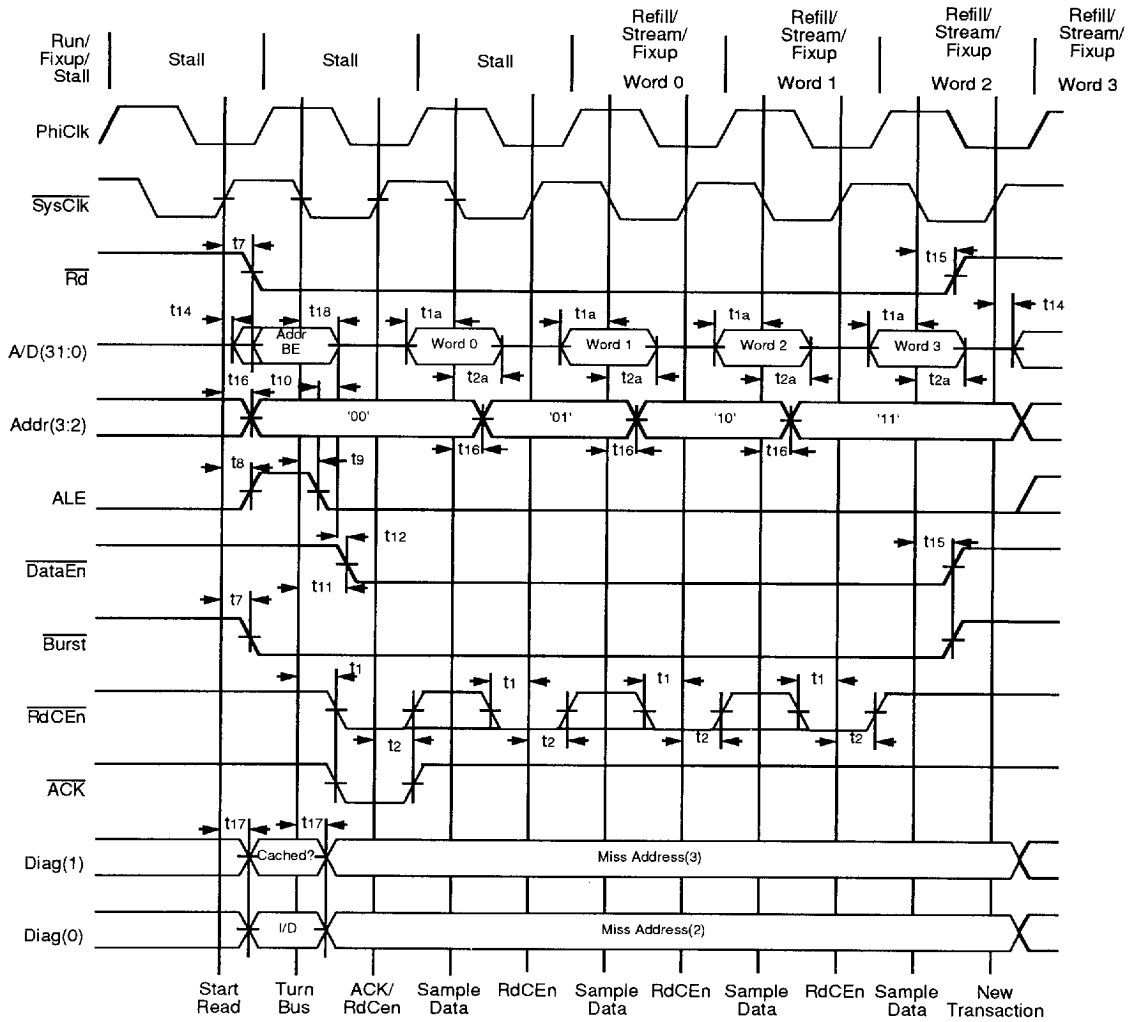 Run/
Fixup/
Stall
Stall
Stall
Stall
Refill/
Stream/
Fixup
Word 0
Refill/
Stream/
Fixup
Word 1
Refill/
Stream/
Fixup
Word 2
Refill/
Stream/
Fixup
Word 3
PhiClk
SysClk
Rd
t7
t15
A/D(31:0)
t14
Addr
BE
t18
t1a
Word 0
t2a
t1a
Word 1
t2a
t1a
Word 2
t2a
t1a
Word 3
t2a
t14
Addr(3:2)
t16
t10
'00'
t16
'01'
t16
'10'
t16
'11'
ALE
t8
t9
DataEn
t12
t11
t15
Burst
t7
RdCEn
t1
t2
t1
t2
t1
t2
t1
t2
ACK
Diag(1)
t17
t17
Cached?
Miss Address(3)
Diag(0)
I/D
Miss Address(2)
Start
Read
Turn
Bus
ACK/
RdCen
Sample
Data
RdCEn
Sample
Data
RdCEn
Sample
Data
RdCEn
Sample
Data
New
Transaction